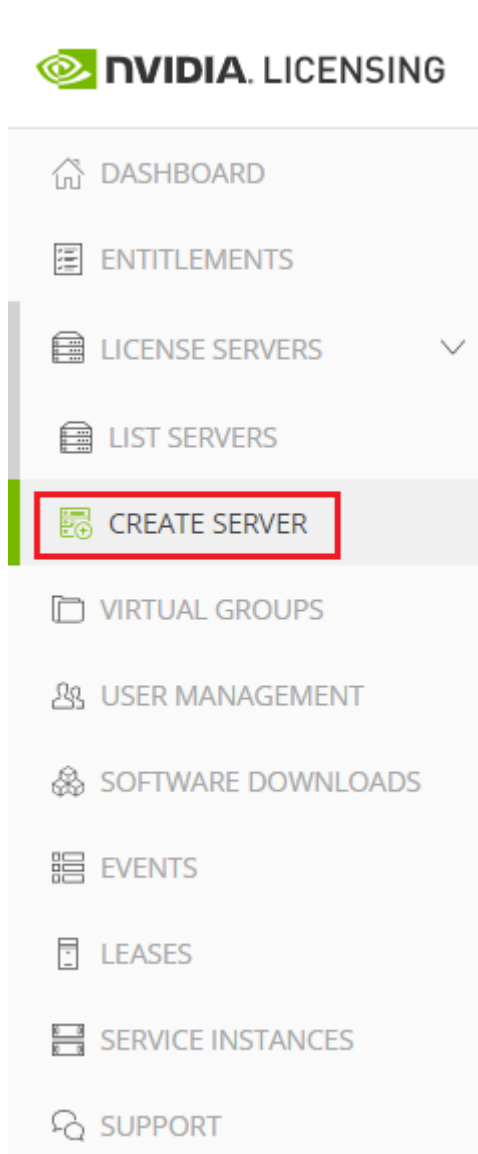 NVIDIA. LICENSING
DASHBOARD
ENTITLEMENTS
LICENSE SERVERS
LIST SERVERS
CREATE SERVER
VIRTUAL GROUPS
USER MANAGEMENT
SOFTWARE DOWNLOADS
EVENTS
LEASES
SERVICE INSTANCES
SUPPORT